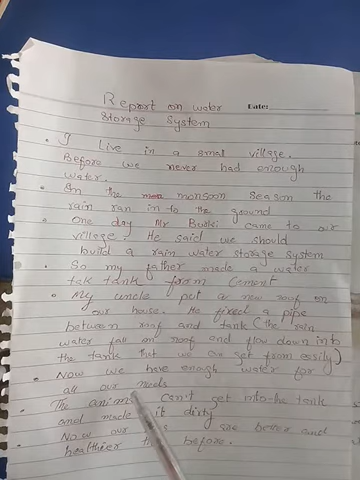 Report on water
Date:
Storage System
• I Live in a small village.
Before we never had enough
water.
• In the monsoon season the
rain ran in to the ground
• One day Mr Burki came to our
village. He said we should
build a rain water storage system
• So my father made a water
tank from Cement
• My uncle put a new roof on
our house. He fixed a pipe
between roof and tank (the rain
water fall on roof and flow down into
the tank that we can get from easily)
• Now we have enough water for
all our needs
• The can't get into the tank
and made it dirty
• Now our are better and
healthier before.